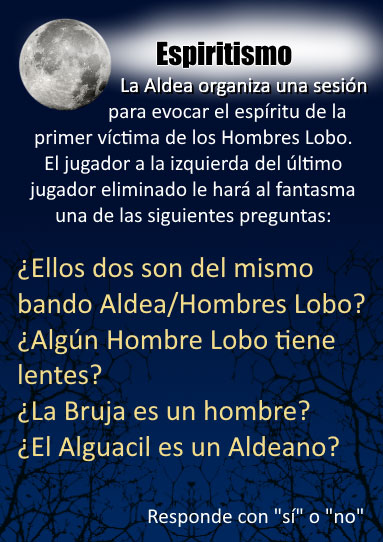 Espiritismo
La Aldea organiza una sesión
para evocar el espíritu de la
primer víctima de los Hombres Lobo.
El jugador a la izquierda del último
jugador eliminado le hará al fantasma
una de las siguientes preguntas:
¿Ellos dos son del mismo
bando Aldea/Hombres Lobo?
¿Algún Hombre Lobo tiene
lentes?
¿La Bruja es un hombre?
¿El Alguacil es un Aldeano?
Responde con "sí" o "no"